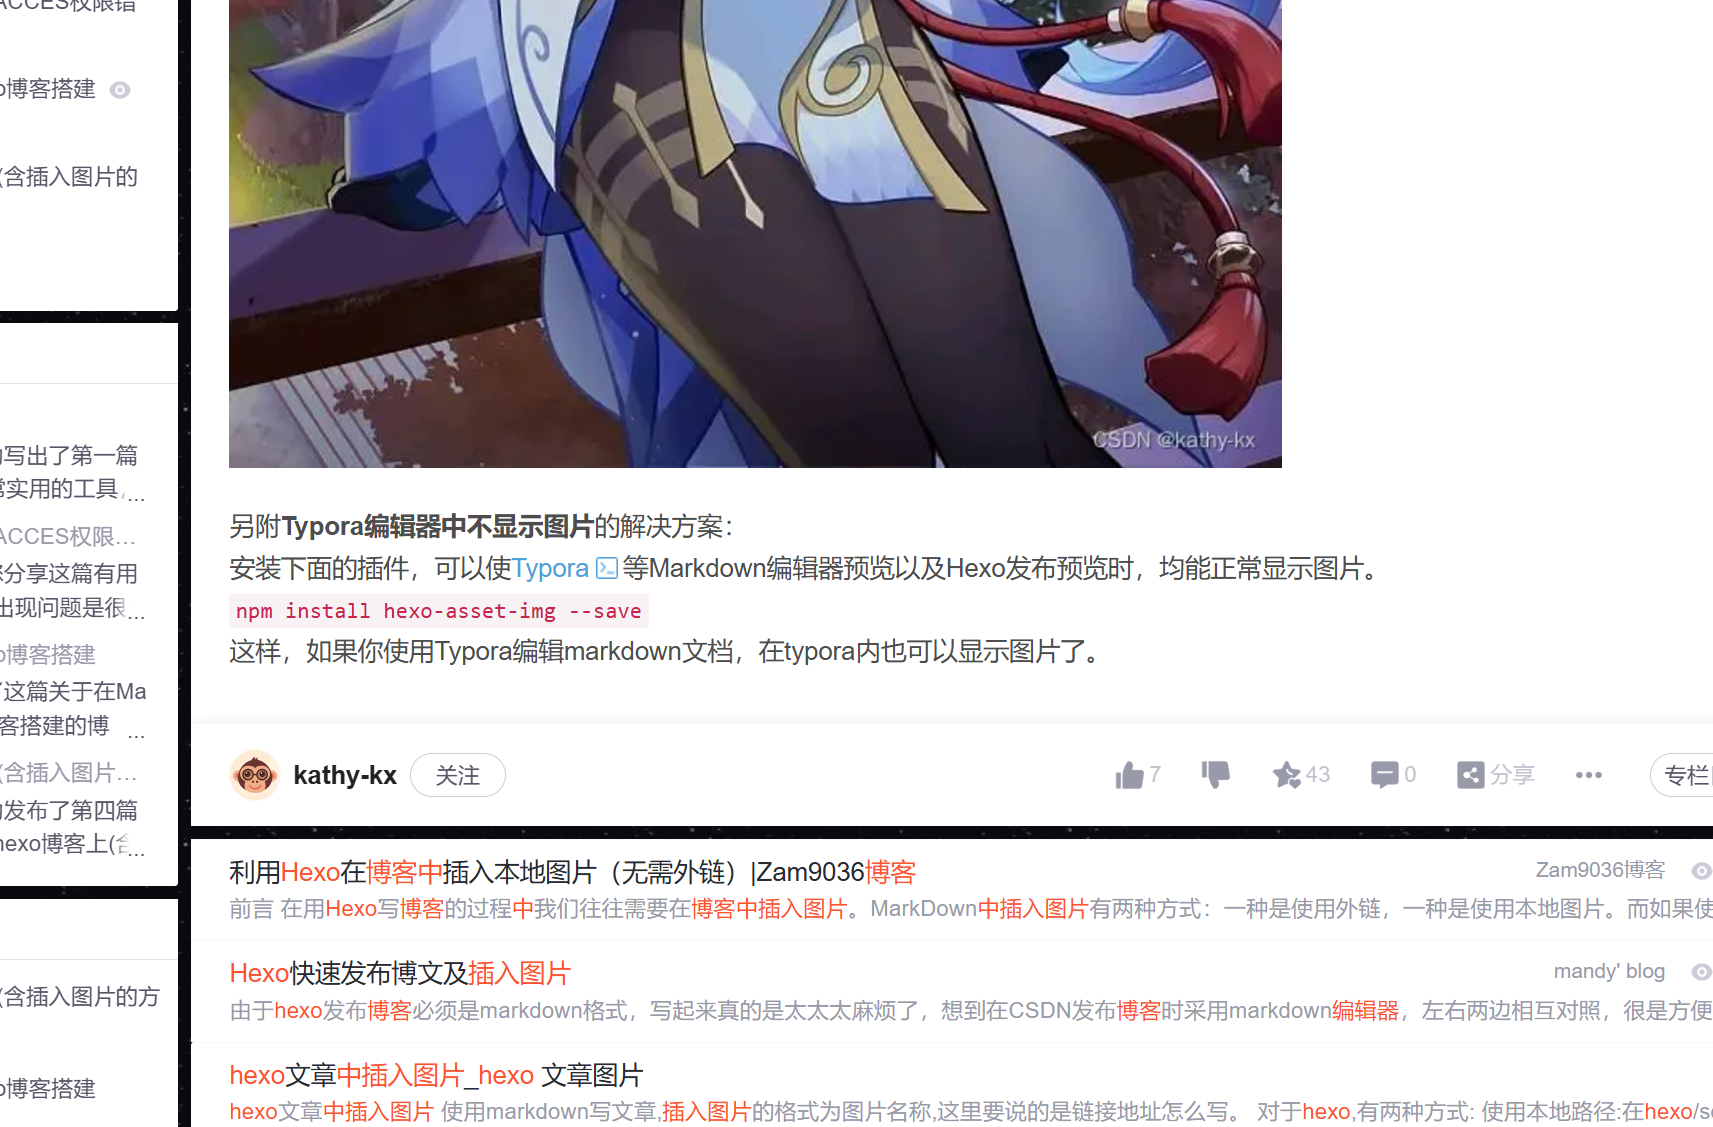 ACCES权限错
o博客搭建
(含插入图片的
写出了第一篇
常实用的工具,...
ACCES权限...
分享这篇有用
出现问题是很...
o博客搭建
了这篇关于在Ma
客搭建的博 ...
(含插入图片...
发布了第四篇
hexo博客上(含...
(含插入图片的方
o博客搭建
CSDN @kathy-kx
另附Typora编辑器中不显示图片的解决方案：
安装下面的插件，可以使Typora等Markdown编辑器预览以及Hexo发布预览时，均能正常显示图片。
npm install hexo-asset-img --save
这样，如果你使用Typora编辑markdown文档，在typora内也可以显示图片了。
kathy-kx 关注 7 43 0 分享 ••• 专栏
利用Hexo在博客中插入本地图片（无需外链）|Zam9036博客 Zam9036博客
前言 在用Hexo写博客的过程中我们往往需要在博客中插入图片。MarkDown中插入图片有两种方式：一种是使用外链，一种是使用本地图片。而如果使
Hexo快速发布博文及插入图片 mandy' blog
由于hexo发布博客必须是markdown格式，写起来真的是太太太麻烦了，想到在CSDN发布博客时采用markdown编辑器，左右两边相互对照，很是方便
hexo文章中插入图片_hexo 文章图片
hexo文章中插入图片 使用markdown写文章,插入图片的格式为图片名称,这里要说的是链接地址怎么写。 对于hexo,有两种方式: 使用本地路径:在hexo/so